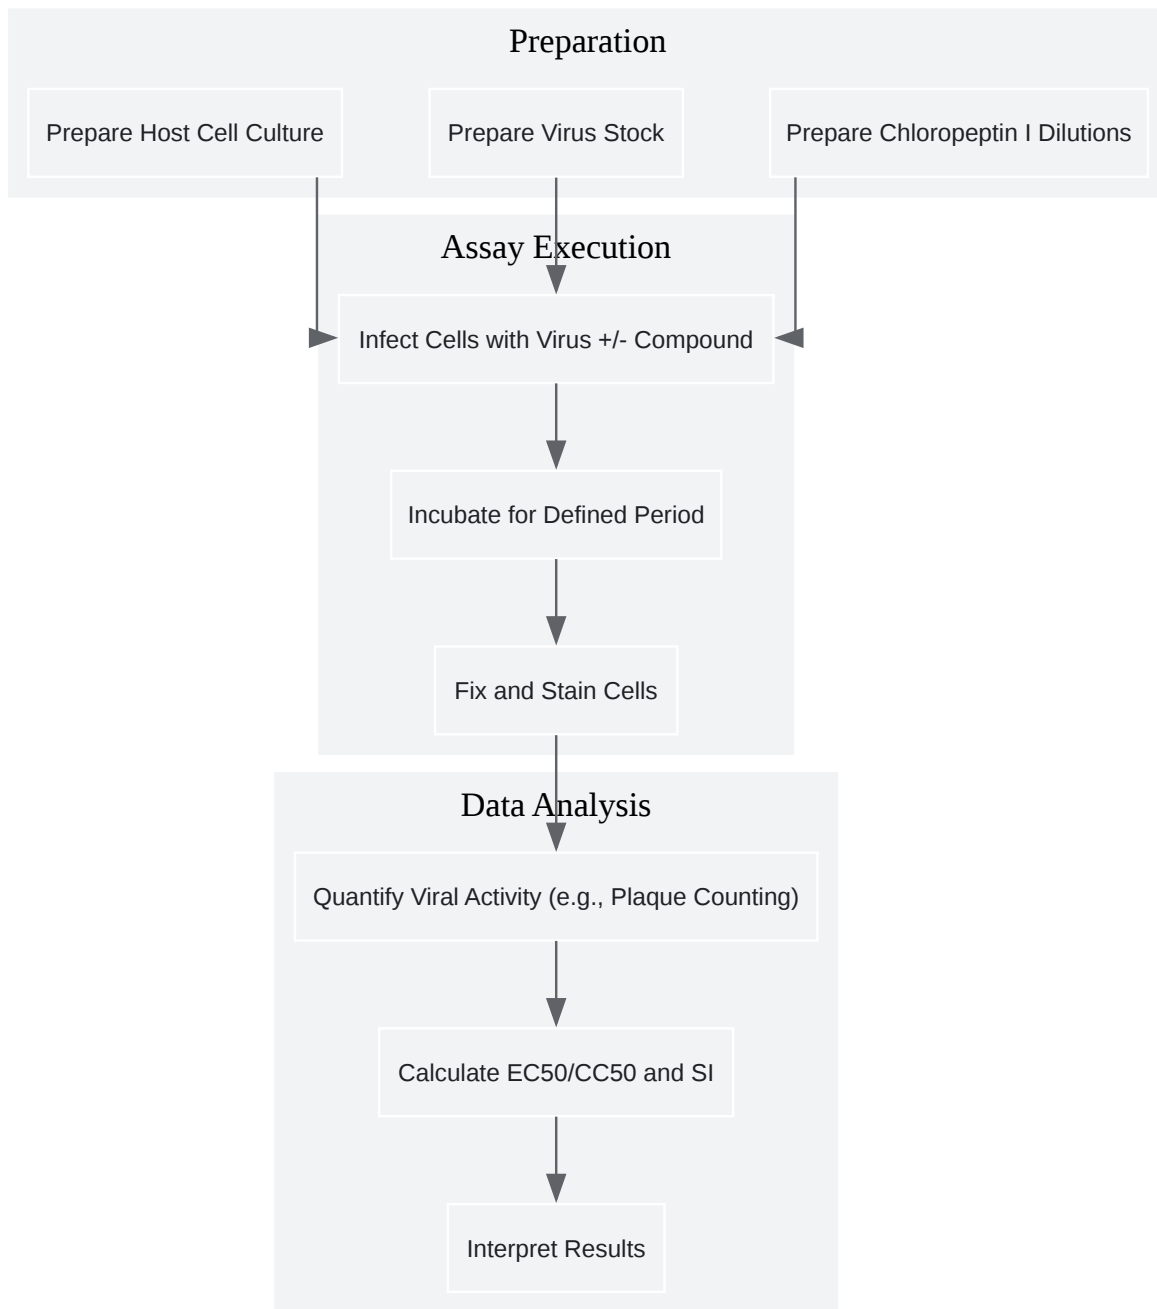 Preparation
Prepare Host Cell Culture
Prepare Virus Stock
Prepare Chloropeptin I Dilutions
Assay Execution
Infect Cells with Virus +/- Compound
Incubate for Defined Period
Fix and Stain Cells
Data Analysis
Quantify Viral Activity (e.g., Plaque Counting)
Calculate EC50/CC50 and SI
Interpret Results